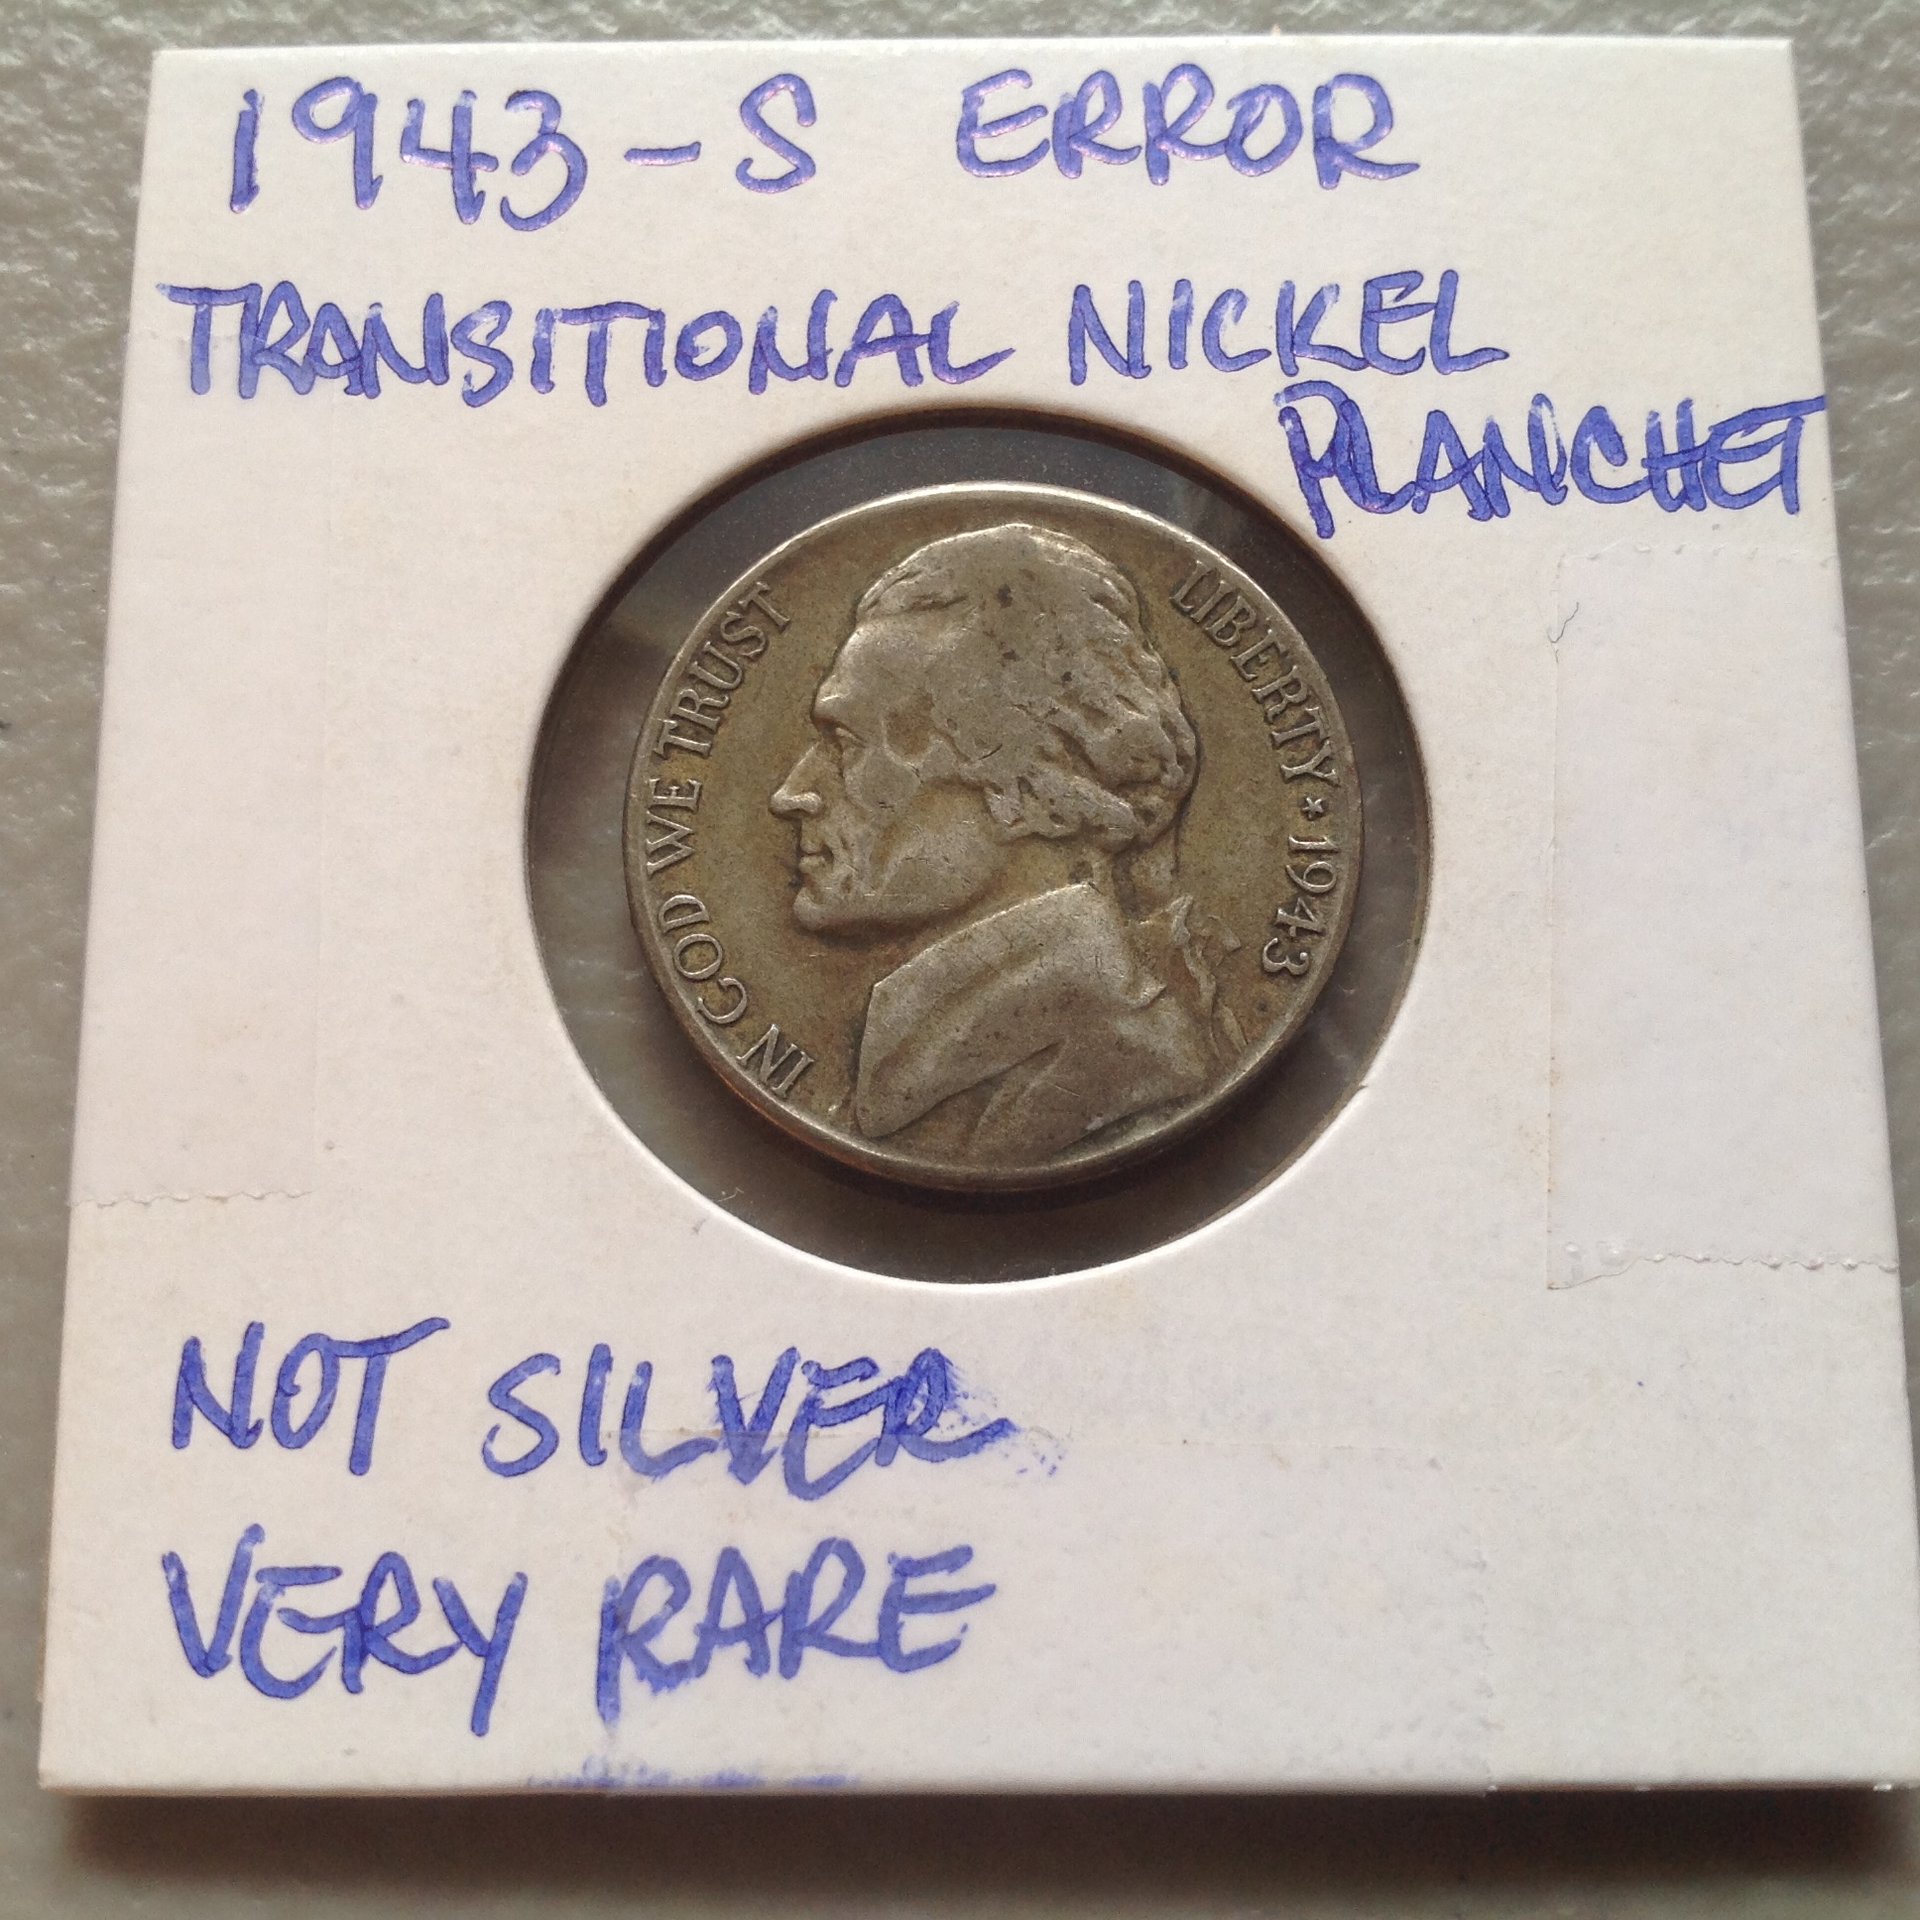 1943-S ERROR
TRANSITIONAL NICKEL
PLANCHET
IN GOD WE TRUST
LIBERTY * 1943
NOT SILVER
VERY RARE